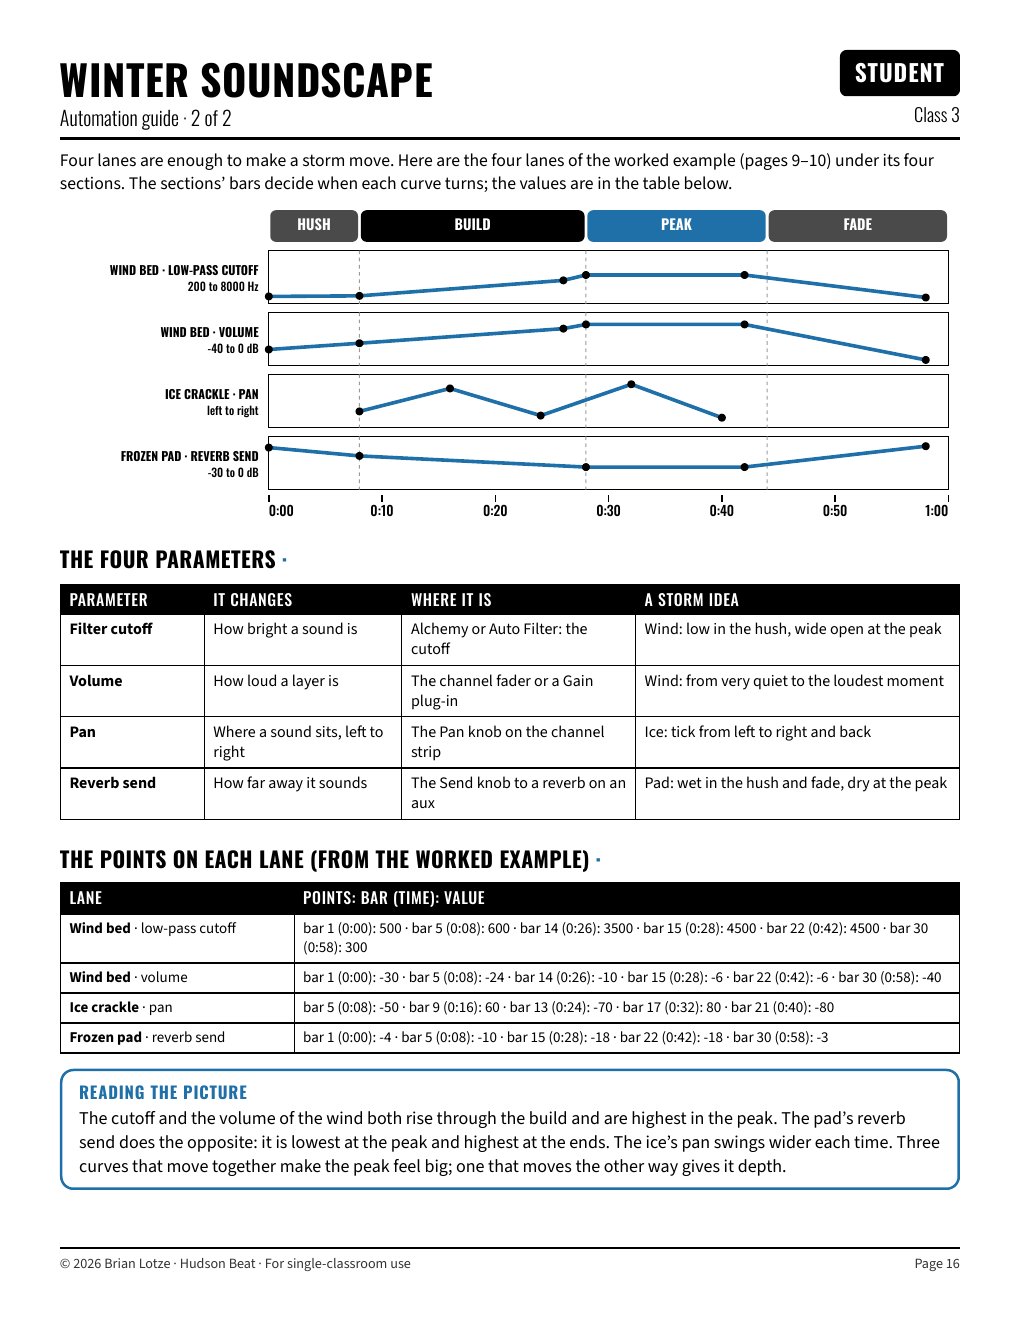 WINTER SOUNDSCAPE
STUDENT
Automation guide · 2 of 2
Class 3
Four lanes are enough to make a storm move. Here are the four lanes of the worked example (pages 9–10) under its four
sections. The sections’ bars decide when each curve turns; the values are in the table below.
HUSH BUILD PEAK FADE
WIND BED · LOW-PASS CUTOFF
200 to 8000 Hz
WIND BED · VOLUME
-40 to 0 dB
ICE CRACKLE · PAN
left to right
FROZEN PAD · REVERB SEND
-30 to 0 dB
0:00 0:10 0:20 0:30 0:40 0:50 1:00
THE FOUR PARAMETERS ·
PARAMETER IT CHANGES WHERE IT IS A STORM IDEA
Filter cutoff How bright a sound is Alchemy or Auto Filter: the Wind: low in the hush, wide open at the peak
cutoff
Volume How loud a layer is The channel fader or a Gain Wind: from very quiet to the loudest moment
plug-in
Pan Where a sound sits, left to The Pan knob on the channel Ice: tick from left to right and back
right strip
Reverb send How far away it sounds The Send knob to a reverb on an Pad: wet in the hush and fade, dry at the peak
aux
THE POINTS ON EACH LANE (FROM THE WORKED EXAMPLE) ·
LANE POINTS: BAR (TIME): VALUE
Wind bed · low-pass cutoff bar 1 (0:00): 500 · bar 5 (0:08): 600 · bar 14 (0:26): 3500 · bar 15 (0:28): 4500 · bar 22 (0:42): 4500 · bar 30
(0:58): 300
Wind bed · volume bar 1 (0:00): -30 · bar 5 (0:08): -24 · bar 14 (0:26): -10 · bar 15 (0:28): -6 · bar 22 (0:42): -6 · bar 30 (0:58): -40
Ice crackle · pan bar 5 (0:08): -50 · bar 9 (0:16): 60 · bar 13 (0:24): -70 · bar 17 (0:32): 80 · bar 21 (0:40): -80
Frozen pad · reverb send bar 1 (0:00): -4 · bar 5 (0:08): -10 · bar 15 (0:28): -18 · bar 22 (0:42): -18 · bar 30 (0:58): -3
READING THE PICTURE
The cutoff and the volume of the wind both rise through the build and are highest in the peak. The pad’s reverb
send does the opposite: it is lowest at the peak and highest at the ends. The ice’s pan swings wider each time. Three
curves that move together make the peak feel big; one that moves the other way gives it depth.
© 2026 Brian Lotze · Hudson Beat · For single-classroom use
Page 16